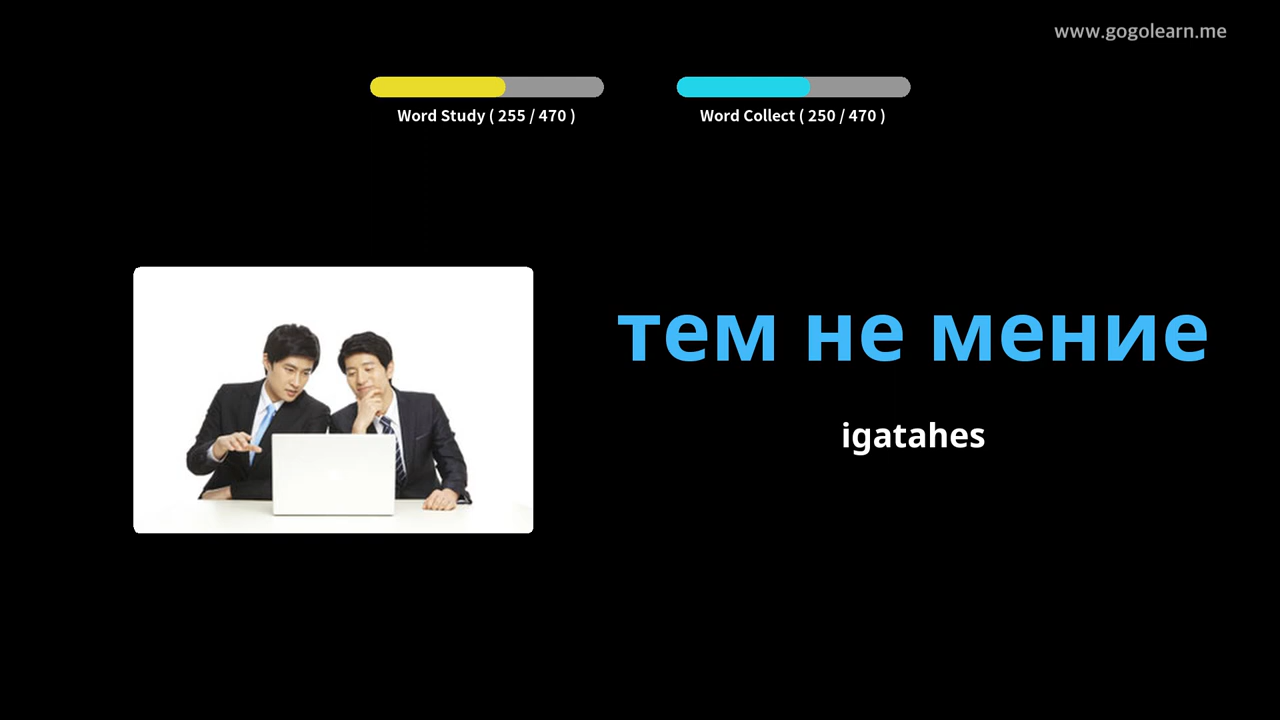 www.gogolearn.me
Word Study ( 255 / 470 )
Word Collect ( 250 / 470 )
тем не мение
igatahes